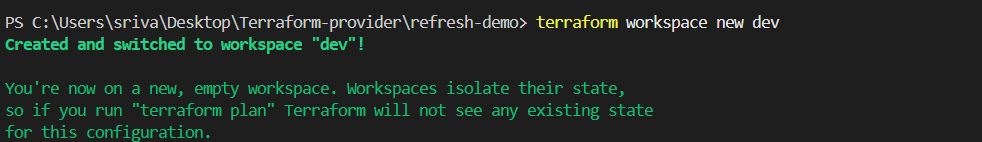 PS C:\Users\sriva\Desktop\Terraform-provider\refresh-demo> terraform workspace new dev
Created and switched to workspace "dev"!
You're now on a new, empty workspace. Workspaces isolate their state,
so if you run "terraform plan" Terraform will not see any existing state
for this configuration.